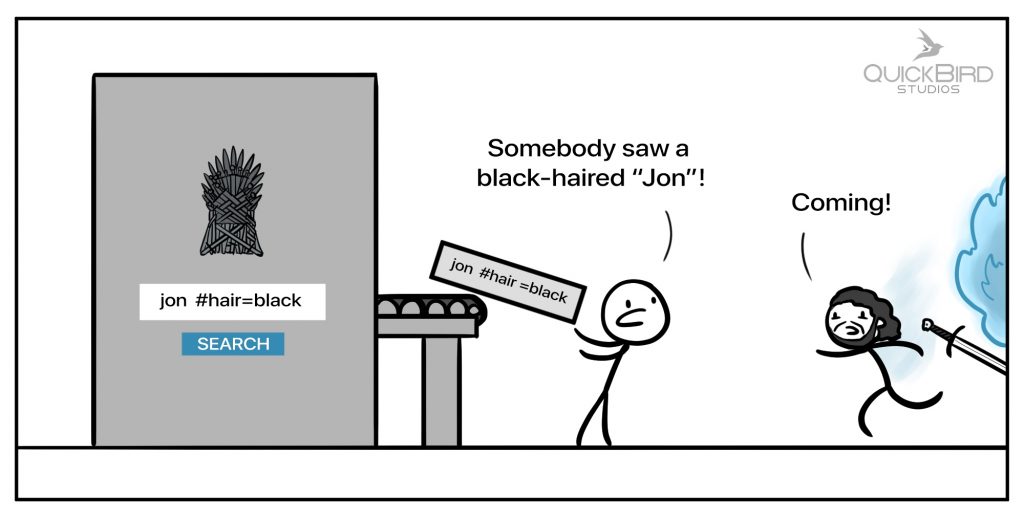 QUICKBIRD
STUDIOS
Somebody saw a
black-haired “Jon”!
Coming!
jon #hair =black
jon #hair=black
SEARCH